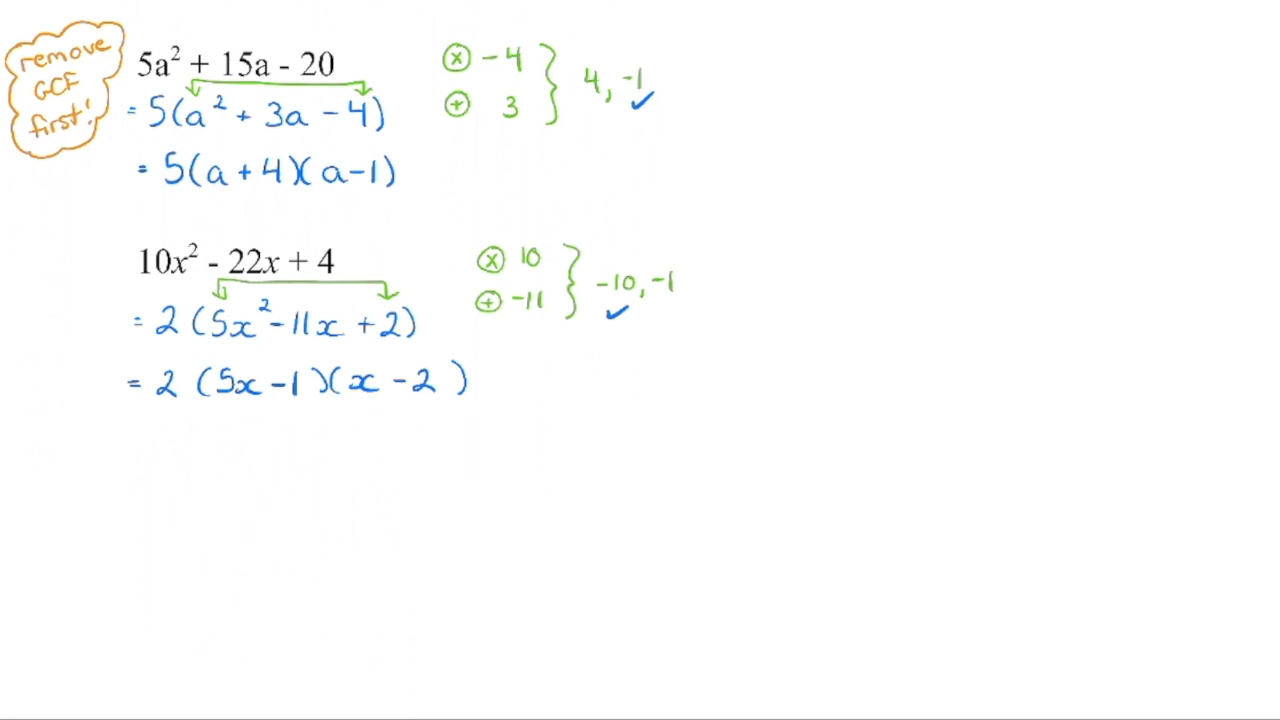 remove
GCF
first!
5a² + 15a - 20
= 5(a² + 3a - 4)
= 5(a + 4)(a - 1)
× -4
+ 3
} 4, -1 ✓
10x² - 22x + 4
= 2 (5x² - 11x + 2)
= 2 (5x - 1)(x - 2)
× 10
+ -11
} -10, -1 ✓